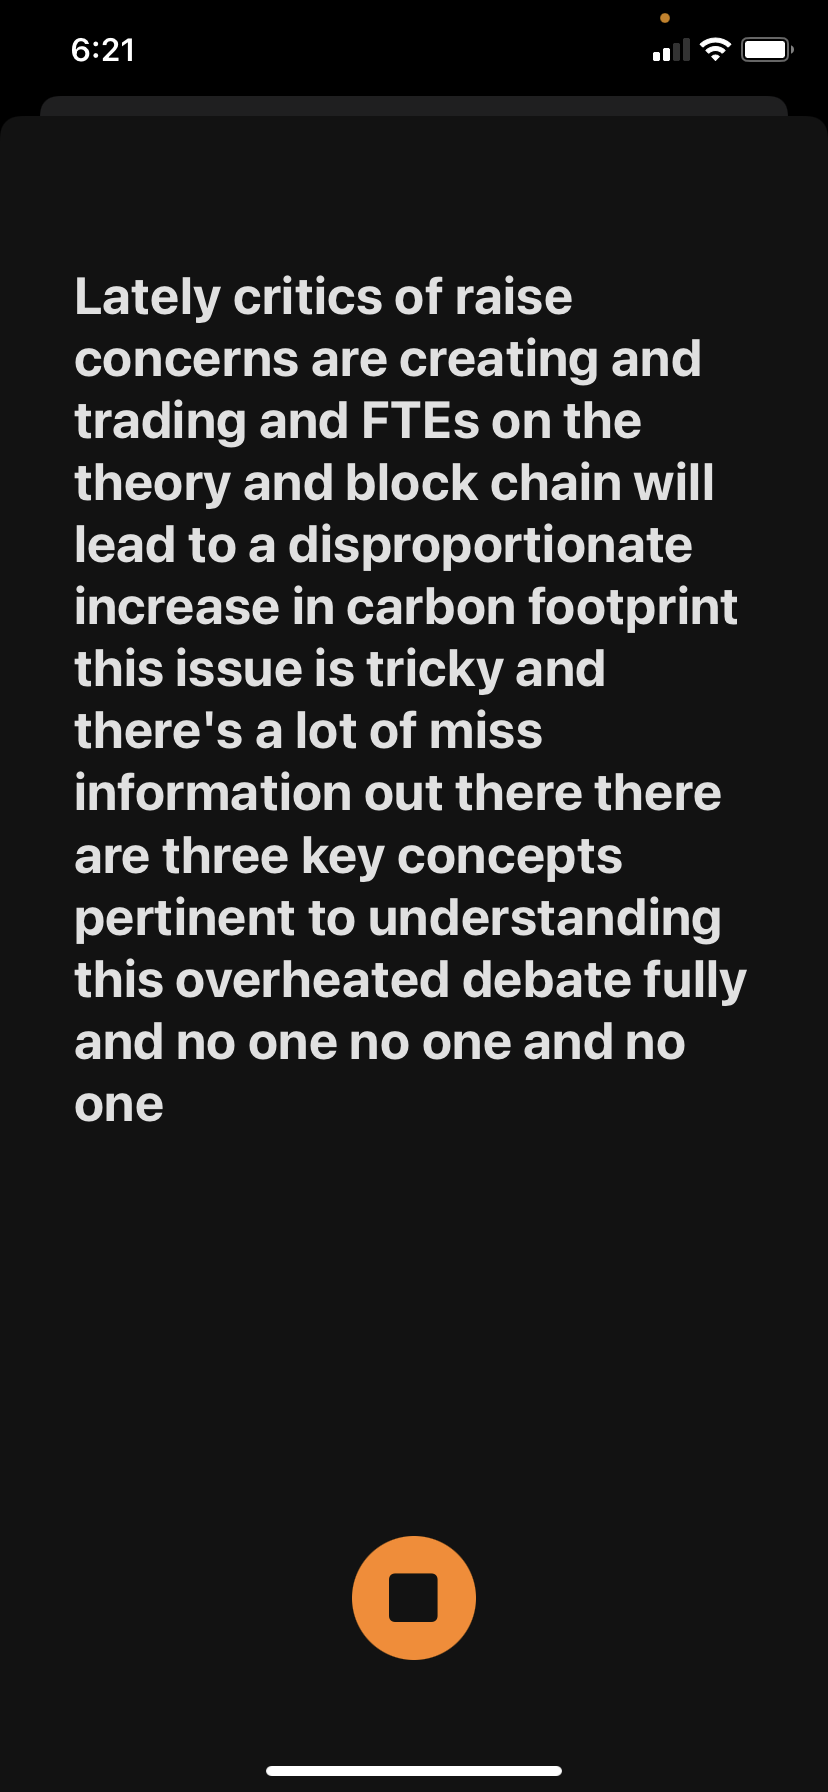 6:21
Lately critics of raise
concerns are creating and
trading and FTEs on the
theory and block chain will
lead to a disproportionate
increase in carbon footprint
this issue is tricky and
there's a lot of miss
information out there there
are three key concepts
pertinent to understanding
this overheated debate fully
and no one no one and no
one